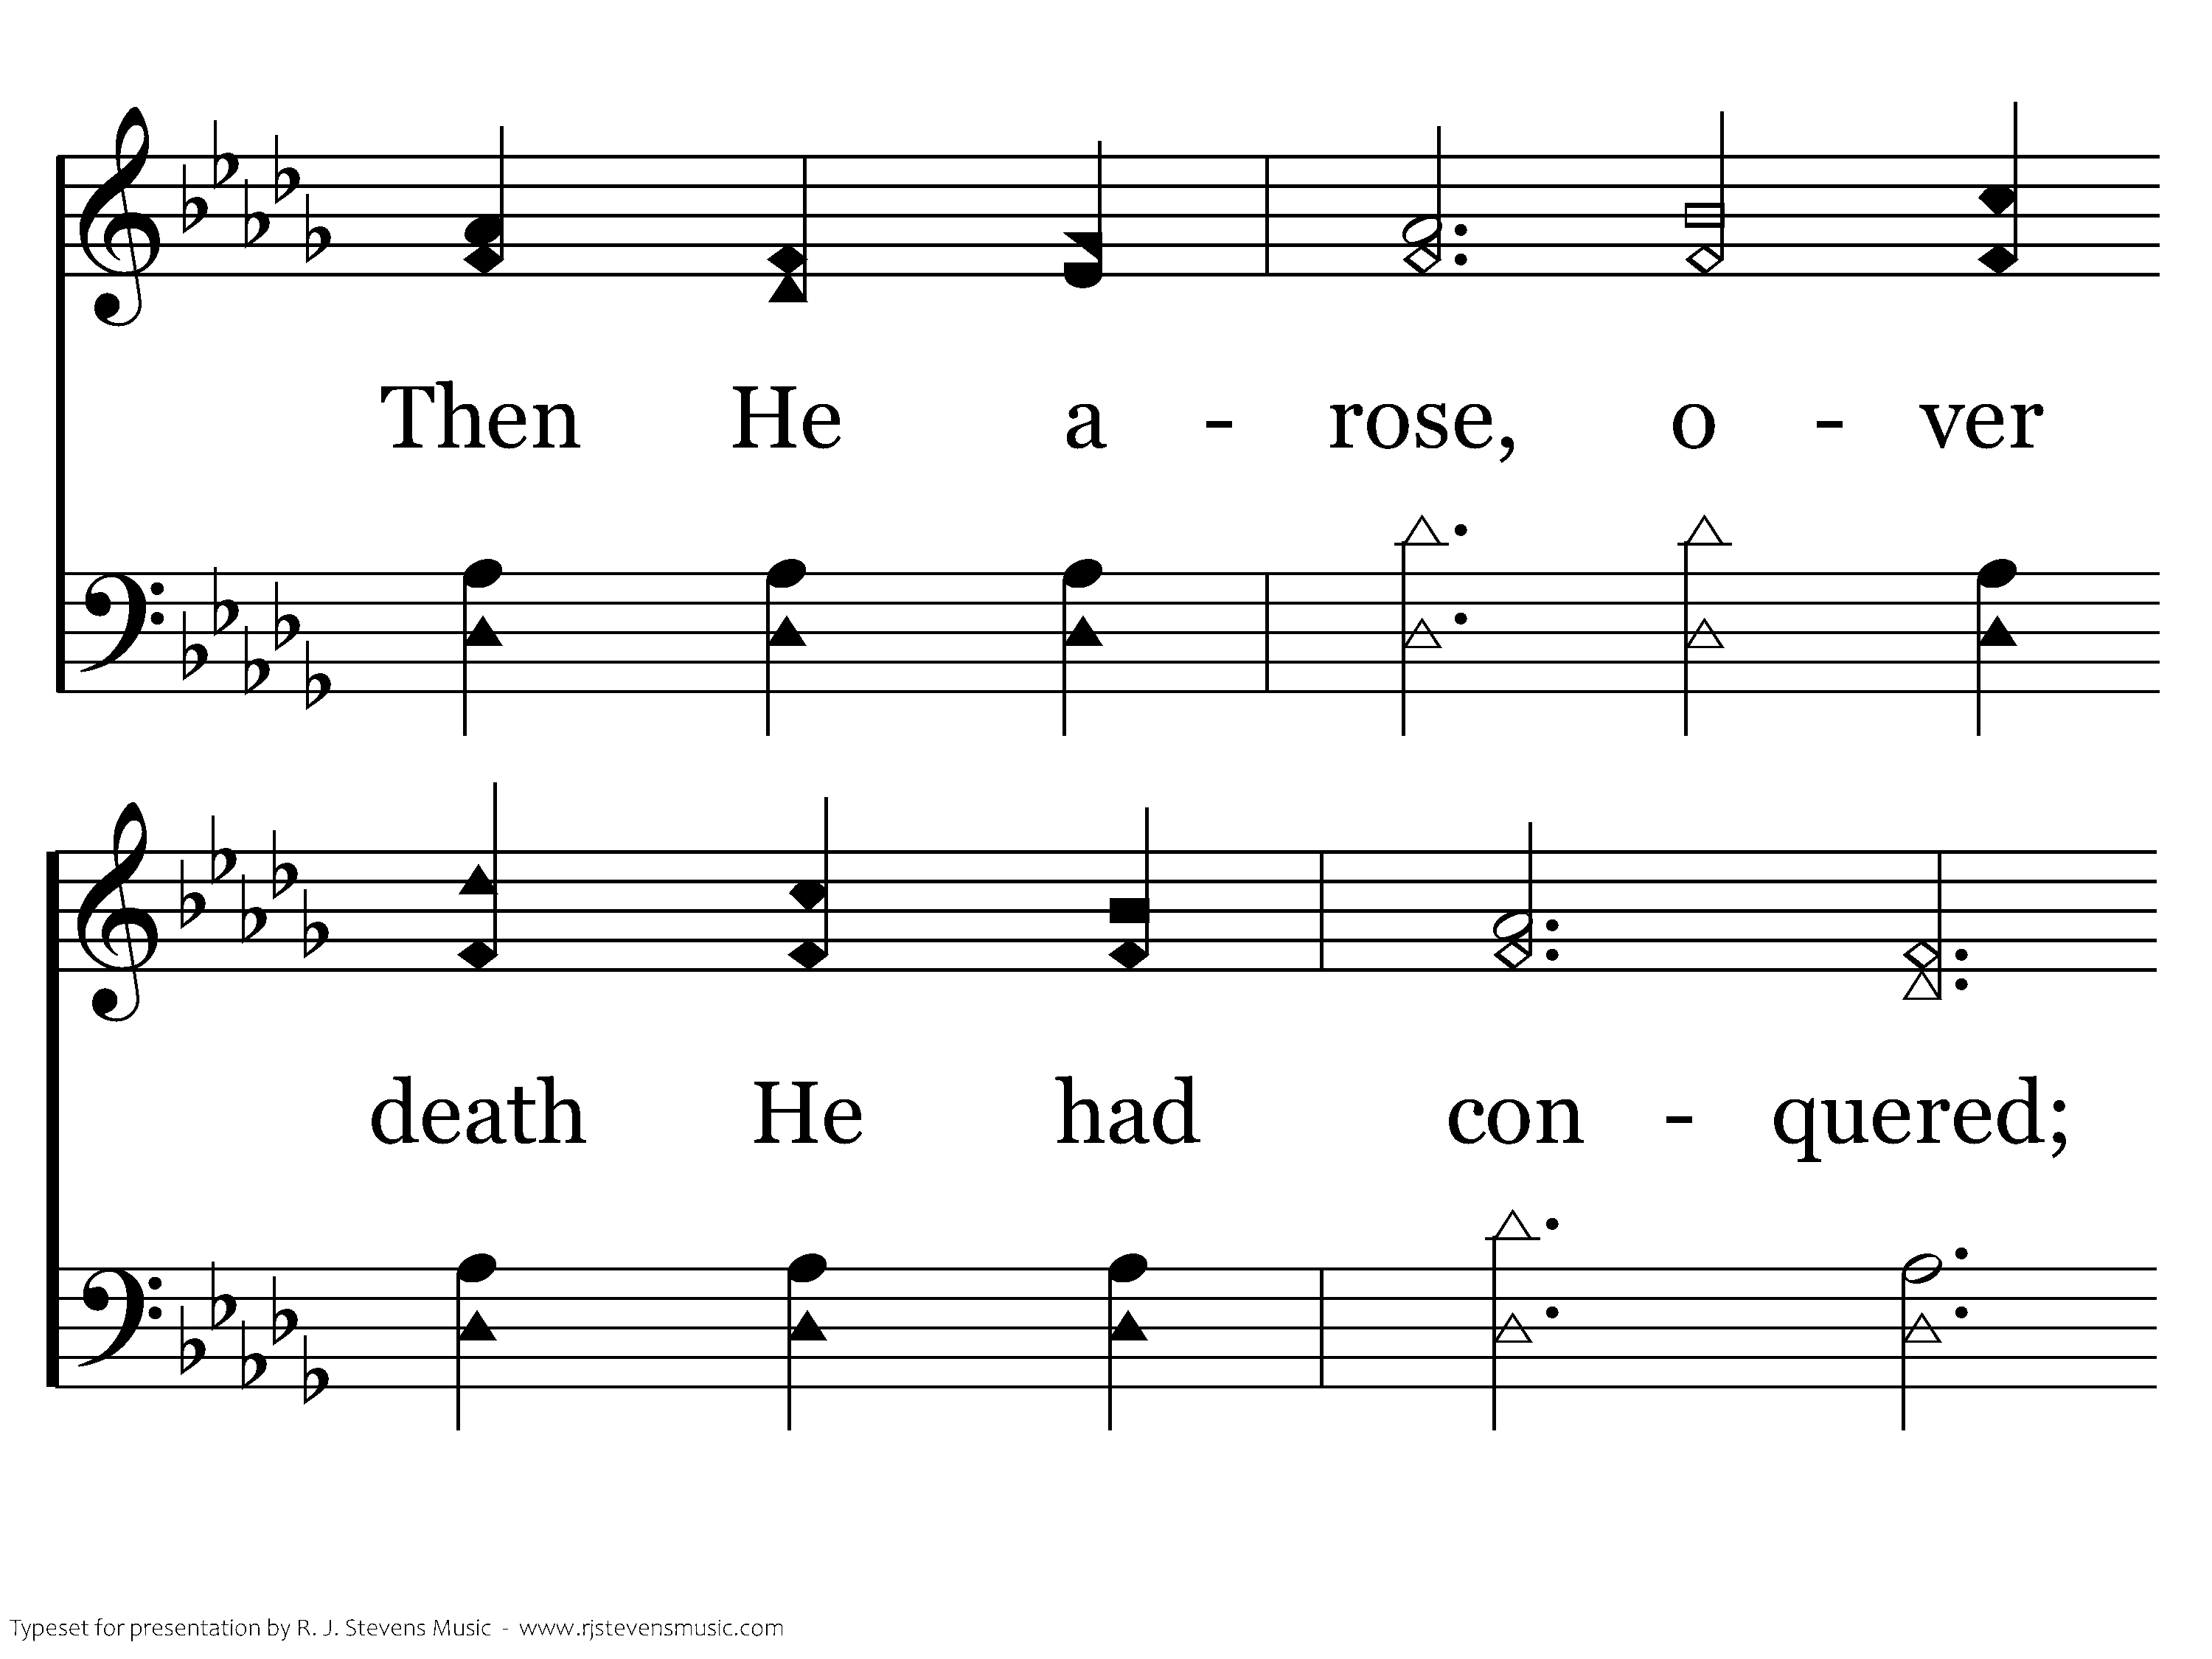 Then He a - rose, o - ver
death He had con - quered;
Typeset for presentation by R. J. Stevens Music - www.rjstevensmusic.com